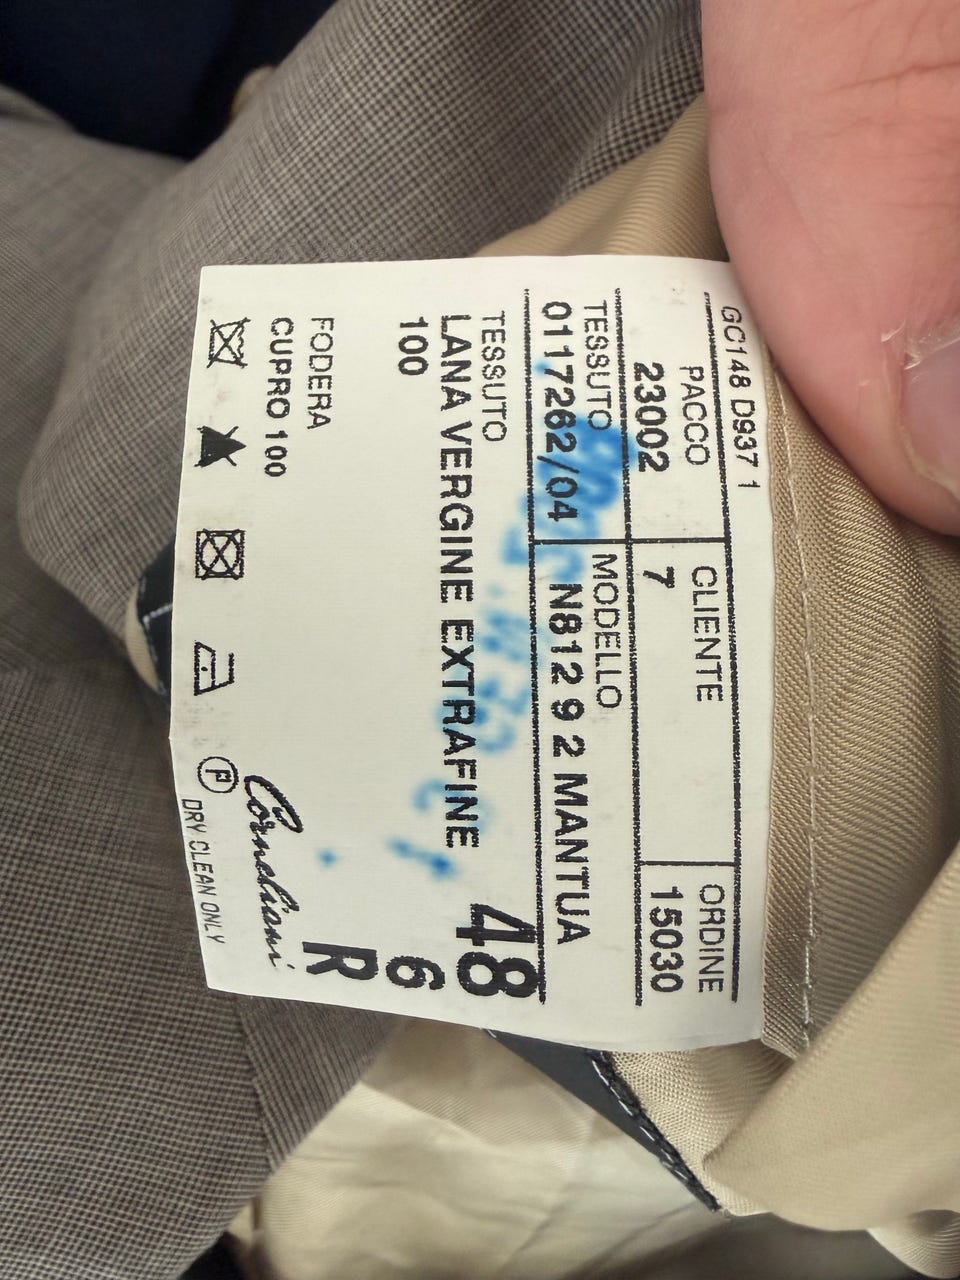 GC148 D937 1
PACCO CLIENTE ORDINE
23002 7 15030
TESSUTO MODELLO
0117262/04 N812 9 2 MANTUA
TESSUTO
LANA VERGINE EXTRAFINE
100
48
6
R
FODERA
CUPRO 100
Corneliani
P
DRY CLEAN ONLY